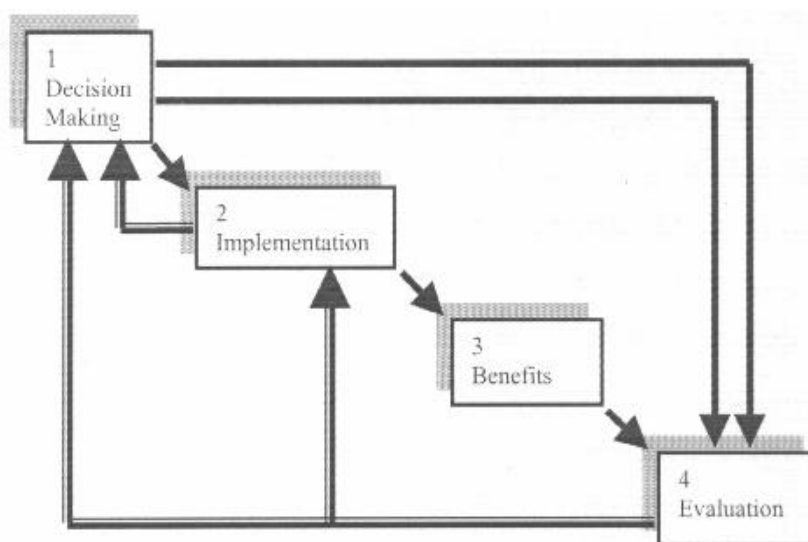 1
Decision
Making
2
Implementation
3
Benefits
4
Evaluation